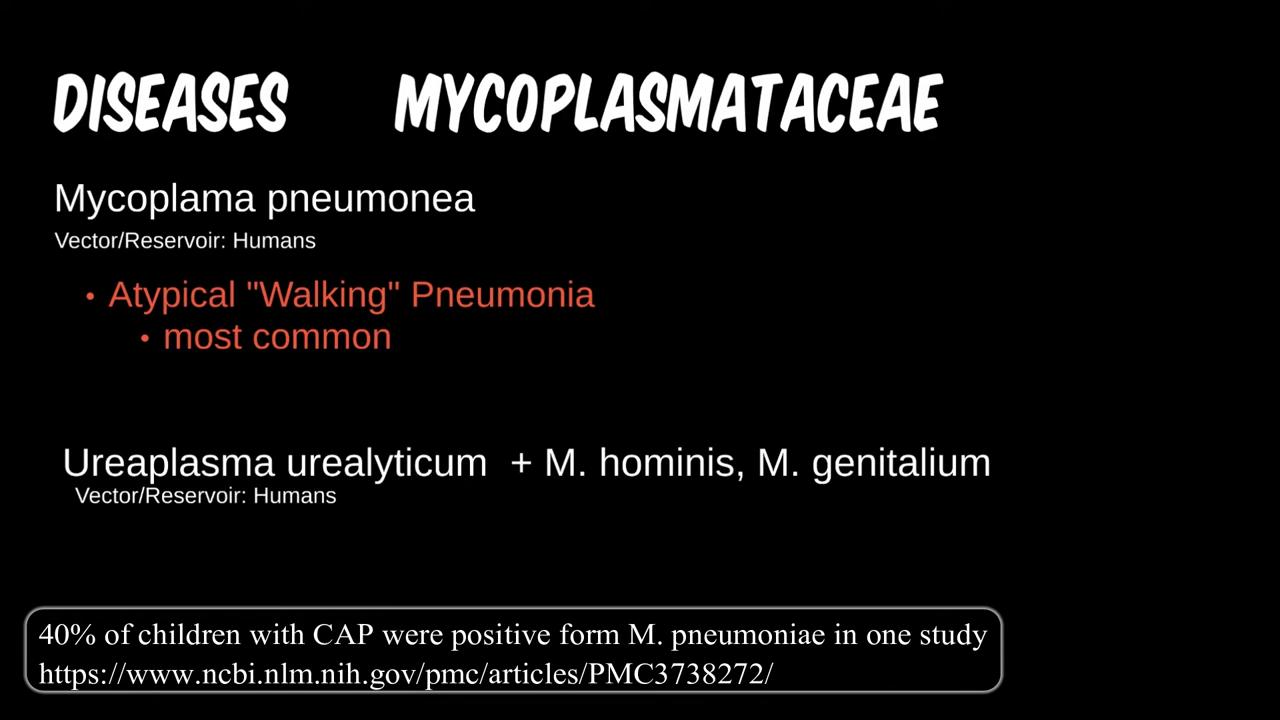 DISEASES MYCOPLASMATACEAE
Mycoplama pneumonea
Vector/Reservoir: Humans
• Atypical "Walking" Pneumonia
• most common
Ureaplasma urealyticum + M. hominis, M. genitalium
Vector/Reservoir: Humans
40% of children with CAP were positive form M. pneumoniae in one study
https://www.ncbi.nlm.nih.gov/pmc/articles/PMC3738272/